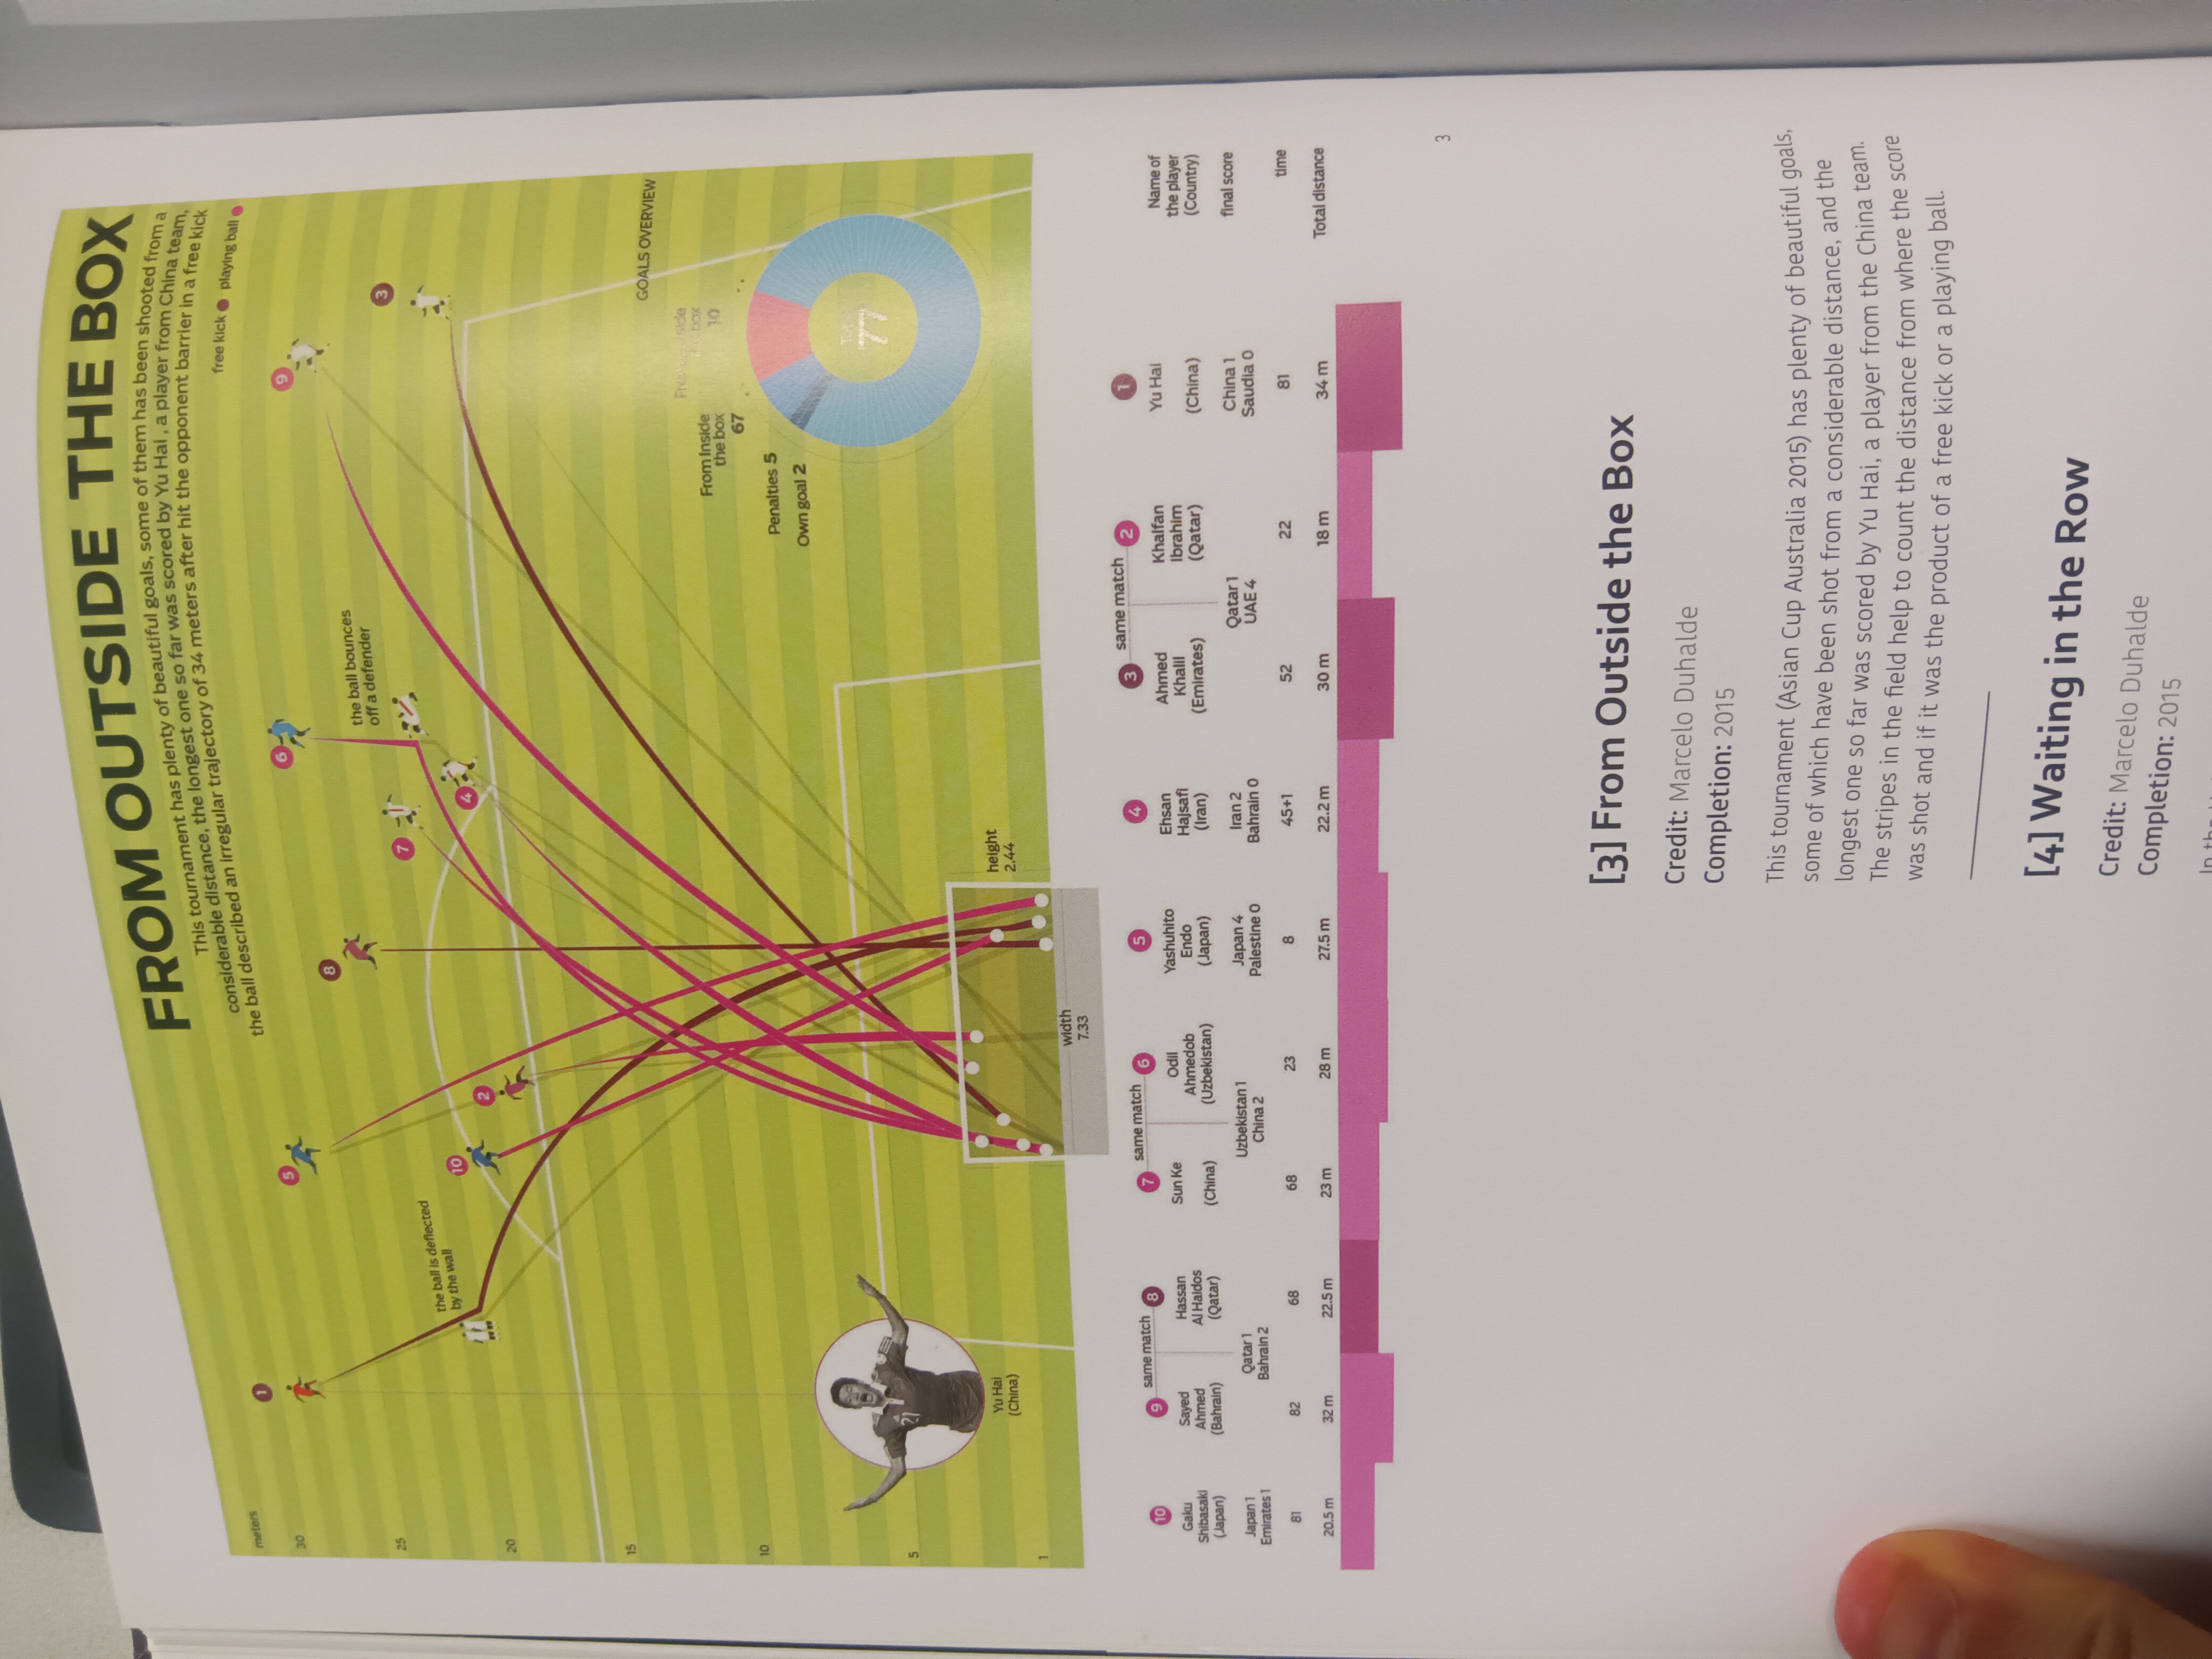 FROM OUTSIDE THE BOX
This tournament has plenty of beautiful goals, some of them has been shooted from a
considerable distance, the longest one so far was scored by Yu Hai , a player from China team,
the ball described an irregular trajectory of 34 meters after hit the opponent barrier in a free kick
free kick playing ball
meters
30
25
20
15
10
5
1
1
5
6
9
8
7
3
10
2
4
the ball bounces
off a defender
the ball is deflected
by the wall
GOALS OVERVIEW
From Inside
the box
67
box
10
Penalties 5
Own goal 2
77
21
Yu Hai
(China)
height
2.44
width
7.33
10
Gaku
Shibasaki
(Japan)
Japan 1
Emirates 1
81
20.5 m
9 same match 8
Sayed
Ahmed
(Bahrain)
Hassan
Al Haidos
(Qatar)
Qatar 1
Bahrain 2
82
68
32 m
22.5 m
7 same match 6
Sun Ke
(China)
Odil
Ahmedob
(Uzbekistan)
Uzbekistan 1
China 2
68
23
23 m
28 m
5
Yashuhito
Endo
(Japan)
Japan 4
Palestine 0
8
27.5 m
4
Ehsan
Hajsafi
(Iran)
Iran 2
Bahrain 0
45+1
22.2 m
3 same match 2
Ahmed
Khalil
(Emirates)
Khalfan
Ibrahim
(Qatar)
Qatar 1
UAE 4
52
22
30 m
18 m
1
Yu Hai
(China)
China 1
Saudia 0
81
34 m
Name of
the player
(Country)
final score
time
Total distance
3
[3] From Outside the Box
Credit: Marcelo Duhalde
Completion: 2015
This tournament (Asian Cup Australia 2015) has plenty of beautiful goals,
some of which have been shot from a considerable distance, and the
longest one so far was scored by Yu Hai, a player from the China team.
The stripes in the field help to count the distance from where the score
was shot and if it was the product of a free kick or a playing ball.
[4] Waiting in the Row
Credit: Marcelo Duhalde
Completion: 2015
In the